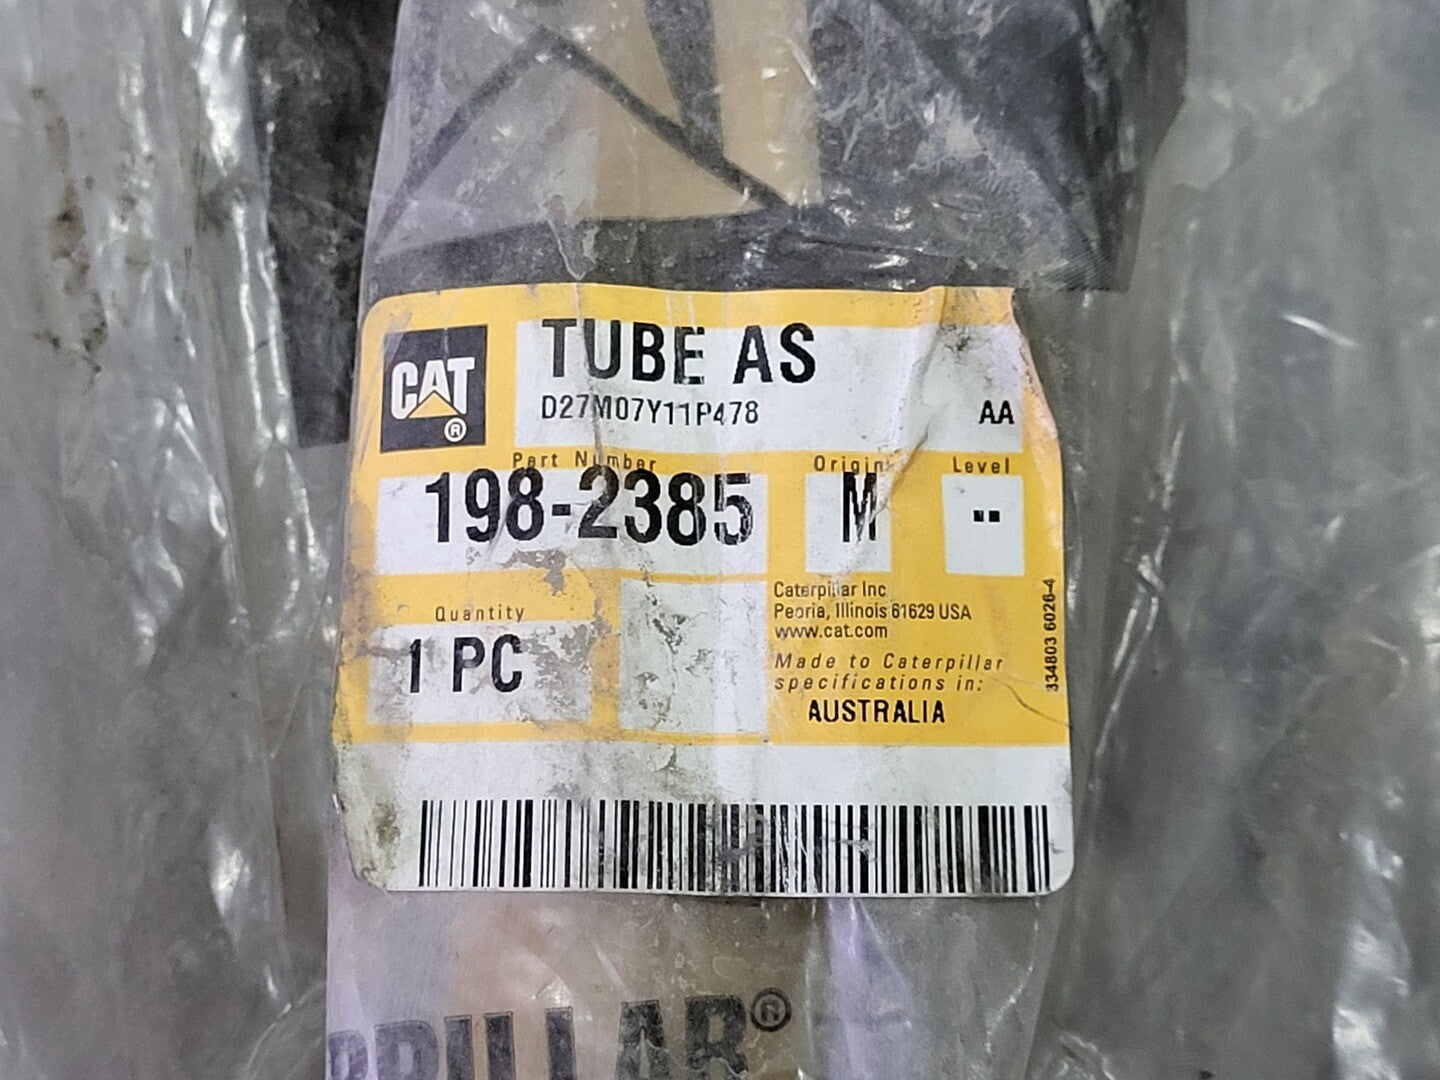 CAT
®
TUBE AS
D27M07Y11P478
AA
Part Number
Origin
Level
198-2385
M
--
Quantity
1 PC
Caterpillar Inc
Peoria, Illinois 61629 USA
www.cat.com
Made to Caterpillar
specifications in:
AUSTRALIA
334803 6026-4
RPILLAR®